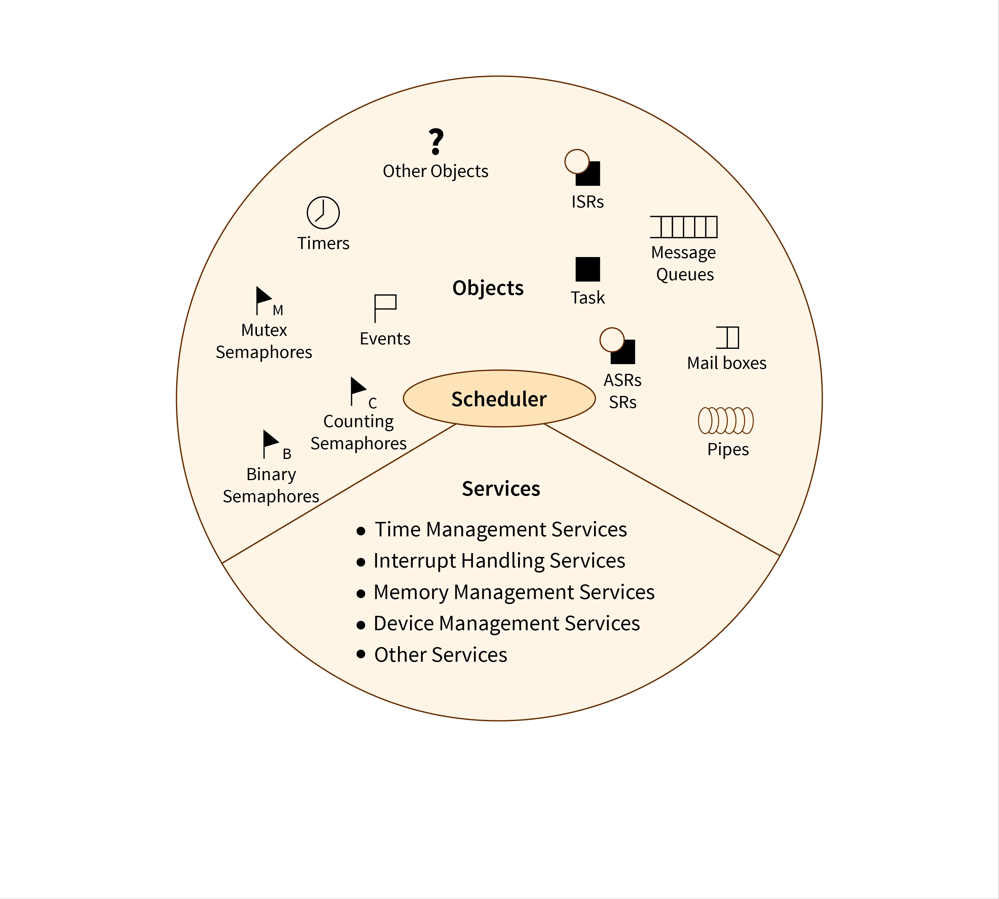 ?
Other Objects
ISRs
Timers
Message
Queues
Objects
Task
M
Mutex
Semaphores
Events
Mail boxes
ASRs
SRs
Scheduler
C
Counting
Semaphores
Pipes
B
Binary
Semaphores
Services
● Time Management Services
● Interrupt Handling Services
● Memory Management Services
● Device Management Services
● Other Services